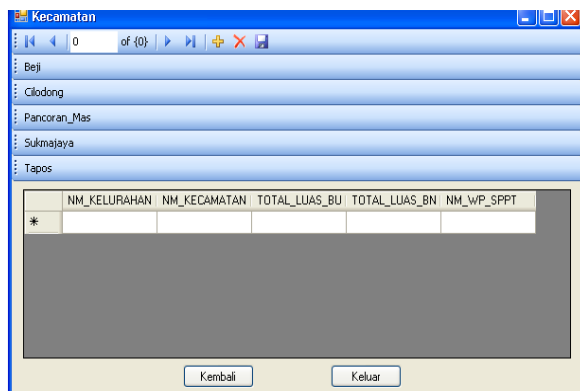 Kecamatan
0 of {0}
Beji
Cilodong
Pancoran_Mas
Sukmajaya
Tapos
NM_KELURAHAN NM_KECAMATAN TOTAL_LUAS_BU TOTAL_LUAS_BN NM_WP_SPPT
Kembali Keluar